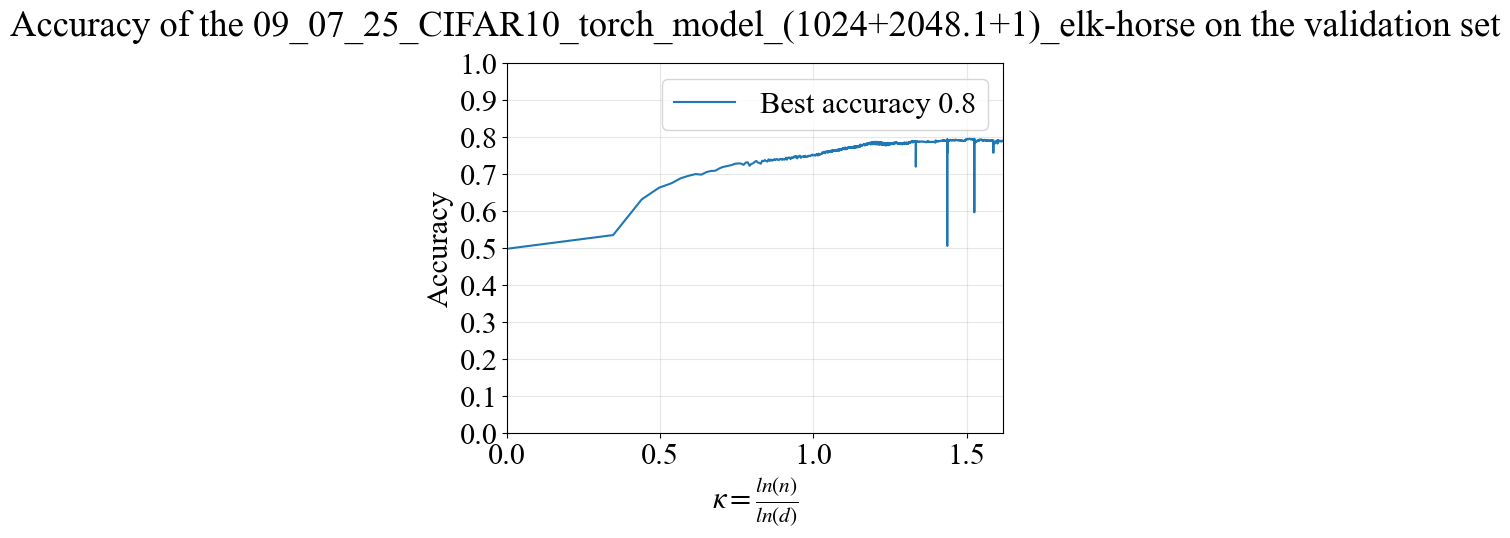 Accuracy of the 09_07_25_CIFAR10_torch_model_(1024+2048.1+1)_elk-horse on the validation set
1.0
Best accuracy 0.8
0.9
0.8
0.7
0.6
0.5
0.4
0.3
0.2
0.1
0.0
Accuracy
0.0 0.5 1.0 1.5
κ = ln(n)/ln(d)